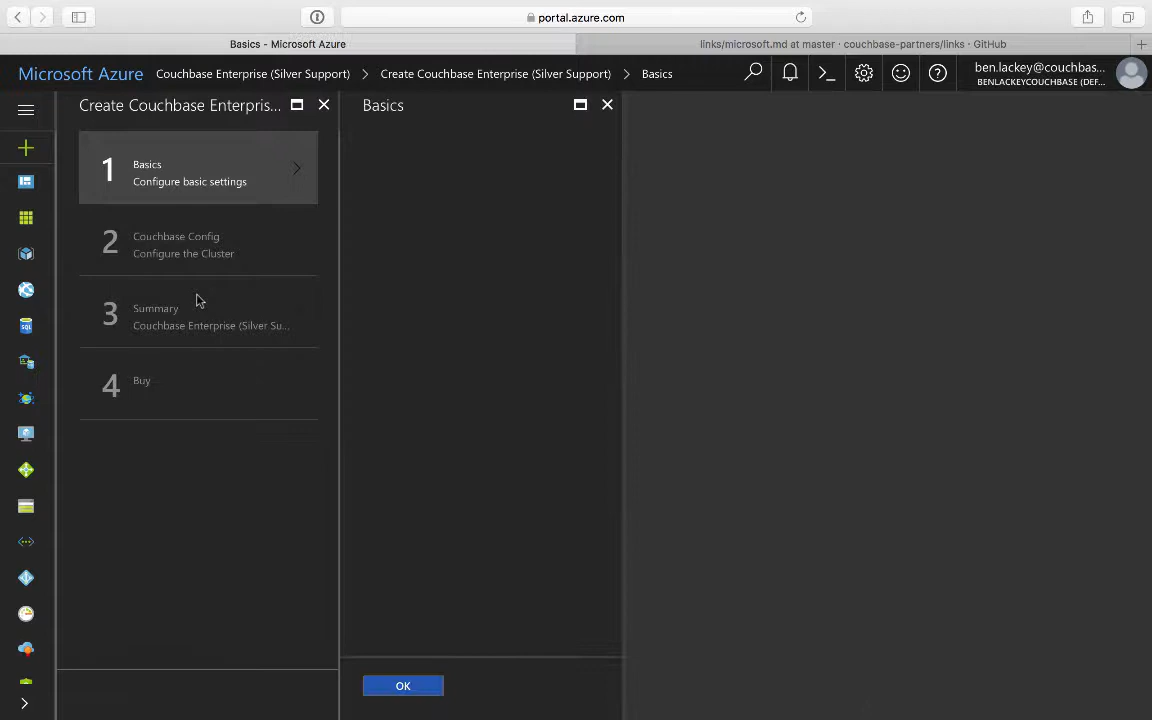 portal.azure.com
Basics - Microsoft Azure
links/microsoft.md at master · couchbase-partners/links · GitHub
Microsoft Azure Couchbase Enterprise (Silver Support) > Create Couchbase Enterprise (Silver Support) > Basics
ben.lackey@couchbas...
BENLACKEYCOUCHBASE (DEF...
Create Couchbase Enterpris...
Basics
1 Basics
Configure basic settings
2 Couchbase Config
Configure the Cluster
3 Summary
Couchbase Enterprise (Silver Su...
4 Buy
SQL
OK